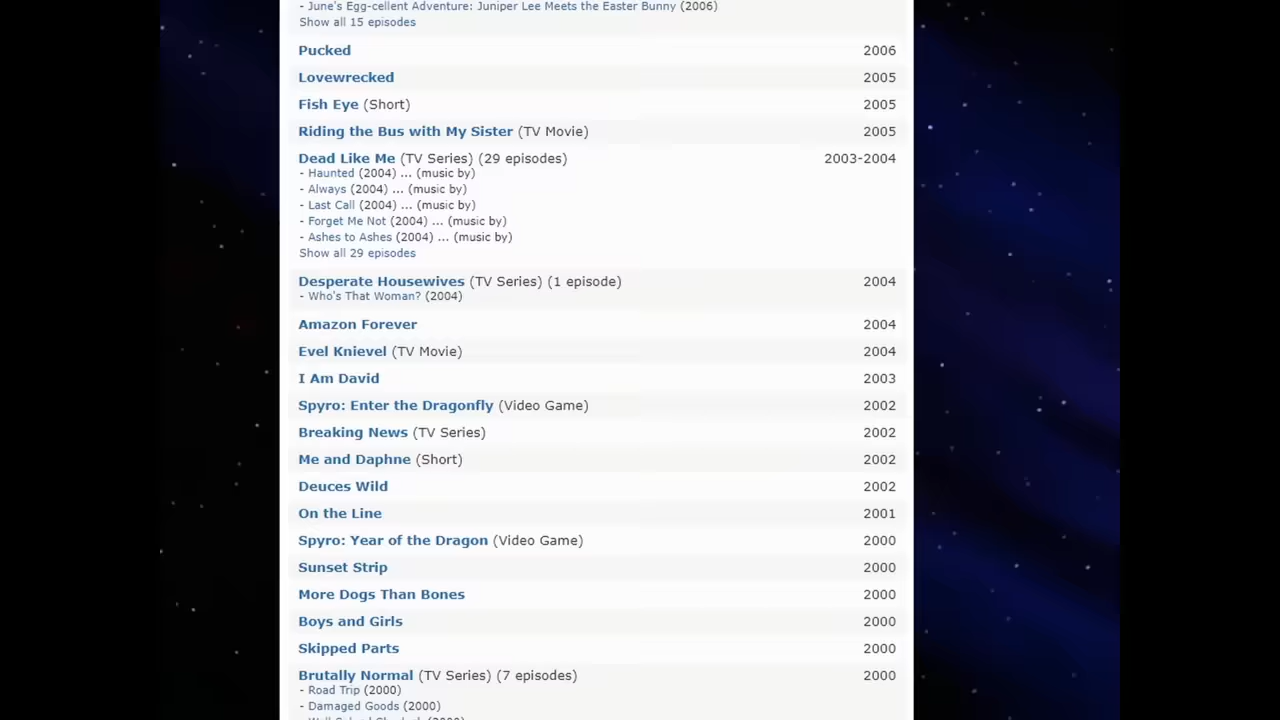 - June's Egg-cellent Adventure: Juniper Lee Meets the Easter Bunny (2006)
Show all 15 episodes
Pucked 2006
Lovewrecked 2005
Fish Eye (Short) 2005
Riding the Bus with My Sister (TV Movie) 2005
Dead Like Me (TV Series) (29 episodes) 2003-2004
- Haunted (2004) ... (music by)
- Always (2004) ... (music by)
- Last Call (2004) ... (music by)
- Forget Me Not (2004) ... (music by)
- Ashes to Ashes (2004) ... (music by)
Show all 29 episodes
Desperate Housewives (TV Series) (1 episode) 2004
- Who's That Woman? (2004)
Amazon Forever 2004
Evel Knievel (TV Movie) 2004
I Am David 2003
Spyro: Enter the Dragonfly (Video Game) 2002
Breaking News (TV Series) 2002
Me and Daphne (Short) 2002
Deuces Wild 2002
On the Line 2001
Spyro: Year of the Dragon (Video Game) 2000
Sunset Strip 2000
More Dogs Than Bones 2000
Boys and Girls 2000
Skipped Parts 2000
Brutally Normal (TV Series) (7 episodes) 2000
- Road Trip (2000)
- Damaged Goods (2000)